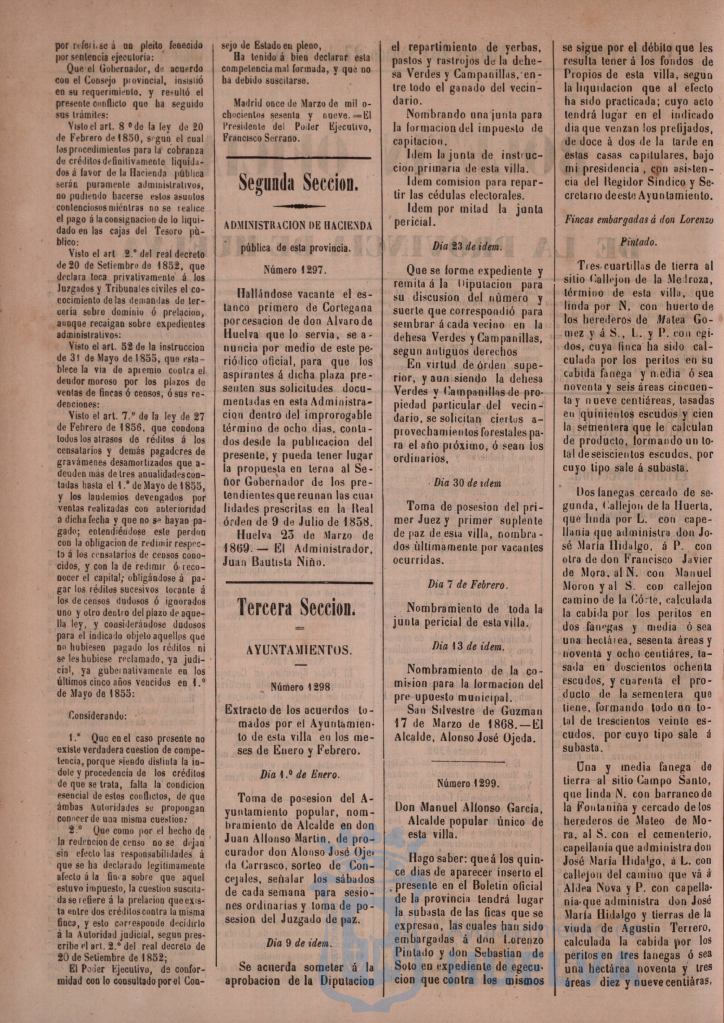 por referirse á un pleito fenecido
por sentencia ejecutoria:
Que el Gobernador, de acuerdo
con el Consejo provincial, insistió
en su requerimiento, y resultó el
presente conflicto que ha seguido
sus trámites:
Visto el art. 8° de la ley de 20
de Febrero de 1850, segun el cual
los procedimientos para la cobranza
de créditos definitivamente liquida-
dos á favor de la Hacienda pública
serán puramente administrativos,
no pudiendo hacerse estos asuntos
contenciosos mientras no se realice
el pago á la consignacion de lo liqui-
dado en las cajas del Tesoro pú-
blico:
Visto el art 2.° del real decreto
de 20 de Setiembre de 1852, que
declara toca privativamente á los
Juzgados y Tribunales civiles el co-
cocimiento de las demandas de ter-
cería sobre dominio ó prelacion,
aunque recaigan sobre expedientes
administrativos:
Visto el art. 52 de la instruccion
de 31 de Mayo de 1855, que esta-
blece la via de apremio contra el
deudor moroso por los plazos de
ventas de fincas ó censos, ó sus re-
denciones:
Visto el art. 7.° de la ley de 27
de Febrero de 1856, que condona
todos los atrasos de réditos á los
censatarios y demás pagadores de
gravámenes desamortizados que a-
deuden más de tres anualidades con-
tadas hasta el 1.° de Mayo de 1855,
y los laudemios devengados por
ventas realizadas con anterioridad
á dicha fecha y que no se hayan pa-
gado; entendiéndose este perdon
con la obligacion de redimir respec-
to á los censatarios de censos cono-
cidos, y con la de redimir ó reco-
nocer el capital; obligándose á pa-
gar los réditos sucesivos tocante á
los de censos dudosos ó ignorados
uno y otro dentro del plazo de aque-
lla ley, y considerándose dudosos
para el indicado objeto aquellos que
no hubiesen pagado los réditos ni
se les hubiese reclamado, ya judi-
cial, ya gubernativamente en los
últimos cinco años vencidos en 1.°
de Mayo de 1855:
Considerando:
1.° Que en el caso presente no
existe verdadera cuestion de compe-
tencia, porque siendo distinta la ín-
dole y procedencia de los créditos
de que se trata, falta la condicion
esencial de estos conflictos, de que
ámbas Autoridades se propongan
conocer de una misma cuestion:
2.° Que como por el hecho de
la redencion de censo no se dejan
sin efecto las responsabilidades á
que se ha declarado legítimamente
afecto á la finca sobre que aquel
estuvo impuesto, la cuestion suscita-
da se refiere á la prelacion que exis-
ta entre dos créditos contra la misma
finca, y esto corresponde decidirlo
á la Autoridad judicial, segun pres-
cribe el art. 2.° del real decreto de
20 de Setiembre de 1852;
El Poder Ejecutivo, de confor-
midad con lo consultado por el Con-
sejo de Estado en pleno,
Ha tenido á bien declarar esta
competencia mal formada, y que no
ha debido suscitarse.
Madrid once de Marzo de mil o-
chocientos sesenta y nueve.=El
Presidente del Poder Ejecutivo,
Francisco Serrano.
Segunda Seccion.
ADMINISTRACION DE HACIENDA
pública de esta provincia.
Número 1297.
Hallándose vacante el es-
tanco primero de Cortegana
por cesacion de don Alvaro de
Huelva que lo servia, se a-
nuncia por medio de este pe-
riódico oficial, para que los
aspirantes á dicha plaza pre-
senten sus solicitudes docu-
mentadas en esta Administra-
cion dentro del improrogable
término de ocho dias, conta-
dos desde la publicacion del
presente, y pueda tener lugar
la propuesta en terna al Se-
ñor Gobernador de los pre-
tendientes que reunan las cua-
lidades prescritas en la Real
órden de 9 de Julio de 1858.
Huelva 23 de Marzo de
1869.— El Administrador,
Juan Bautista Niño.
Tercera Seccion.
AYUNTAMIENTOS.
Número 1298
Extracto de los acuerdos to-
mados por el Ayuntamien-
to de esta villa en los me-
ses de Enero y Febrero.
Dia 1.° de Enero.
Toma de posesion del A-
yuntamiento popular, nom-
bramiento de Alcalde en don
Juan Alfonso Martin, de pro-
curador don Alonso José Oje-
da Carrasco, sorteo de Con-
cejales, señalar los sábados
de cada semana para sesio-
nes ordinarias y toma de po-
sesion del Juzgado de paz.
Dia 9 de idem.
Se acuerda someter á la
aprobacion de la Diputacion
el repartimiento de yerbas,
pastos y rastrojos de la dehe-
sa Verdes y Campanillas, en-
tre todo el ganado del vecin-
dario.
Nombrando una junta para
la formacion del impuesto de
capitacion.
Idem la junta de instruc-
cion primaria de esta villa.
Idem comision para repar-
tir las cédulas electorales.
Idem por mitad la junta
pericial.
Dia 23 de idem.
Que se forme expediente y
remita á la Diputacion para
su discusion del número y
suerte que correspondió para
sembrar á cada vecino en la
dehesa Verdes y Campanillas,
segun antiguos derechos
En virtud de órden supe-
rior, y aun siendo la dehesa
Verdes y Campanillas de pro-
piedad particular del vecin-
dario, se solicitan ciertos a-
provechamientos forestales pa-
ra el año próximo, ó sean los
ordinarios.
Dia 30 de idem
Toma de posesion del primer
Juez y primer suplente
de paz de esta villa, nombra-
dos últimamente por vacantes
ocurridas.
Dia 7 de Febrero.
Nombramiento de toda la
junta pericial de esta villa.
Dia 13 de idem.
Nombramiento de la co-
mision para la formacion del
presupuesto municipal.
San Silvestre de Guzman
17 de Marzo de 1868.—El
Alcalde, Alonso José Ojeda.
Número 1299.
Don Manuel Alfonso Garcia,
Alcalde popular único de
esta villa.
Hago saber: que á los quin-
ce dias de aparecer inserto el
presente en el Boletin oficial
de la provincia tendrá lugar
la subasta de las ficas que se
expresan, las cuales han sido
embargadas á don Lorenzo
Pintado y don Sebastian de
Soto en expediente de egecu-
cion que contra los mismos
se sigue por el débito que les
resulta tener á los fondos de
Propios de esta villa, segun
la liquidacion que al efecto
ha sido practicada; cuyo acto
tendrá lugar en el indicado
dia que venzan los prefijados,
de doce á dos de la tarde en
estas casas capitulares, bajo
mi presidencia, con asisten-
cia del Regidor Síndico y Se-
cretario de este Ayuntamiento.
Fincas embargadas á don Lorenzo
Pintado.
Tres cuartillas de tierra al
sitio Callejon de la Medroza,
término de esta villa, que
linda por N. con huerto de
los herederos de Matea Go-
mez y á S., L. y P. con egi-
dos, cuya finca ha sido cal-
culada por los peritos en su
cabida fanega y media ó sea
noventa y seis áreas cincuen-
ta y nueve centiáreas, tasadas
en quinientos escudos y cien
la sementera que le calculan
de producto, formando un to-
tal de seiscientos escudos, por
cuyo tipo sale á subasta.
Dos fanegas cercado de se-
gunda, Callejon de la Huerta,
que linda por L. con cape-
llanía que administra don Jo-
sé María Hidalgo, á P. con
otra de don Francisco Javier
de Mora, al N. con Manuel
Moron y al S. con callejon
camino de la Córte, calculada
la cabida por los peritos en
dos fanegas y media ó sea
una hectárea, sesenta áreas y
noventa y ocho centiáres, ta-
sada en doscientos ochenta
escudos, y cuarenta el pro-
ducto de la sementera que
tiene, formando todo un to-
tal de trescientos veinte es-
cudos, por cuyo tipo sale á
subasta.
Una y media fanega de
tierra al sitio Campo Santo,
que linda N. con barranco de
la Fontaniña y cercado de los
herederos de Mateo de Mo-
ra, al S. con el cementerio,
capellanía que administra don
José María Hidalgo, á L. con
callejon del camino que vá á
Aldea Nova y P. con capella-
nía que administra don José
María Hidalgo y tierras de la
viuda de Agustin Terrero,
calculada la cabida por los
peritos en tres fanegas ó sea
una hectárea noventa y tres
áreas diez y nueve centiáras,